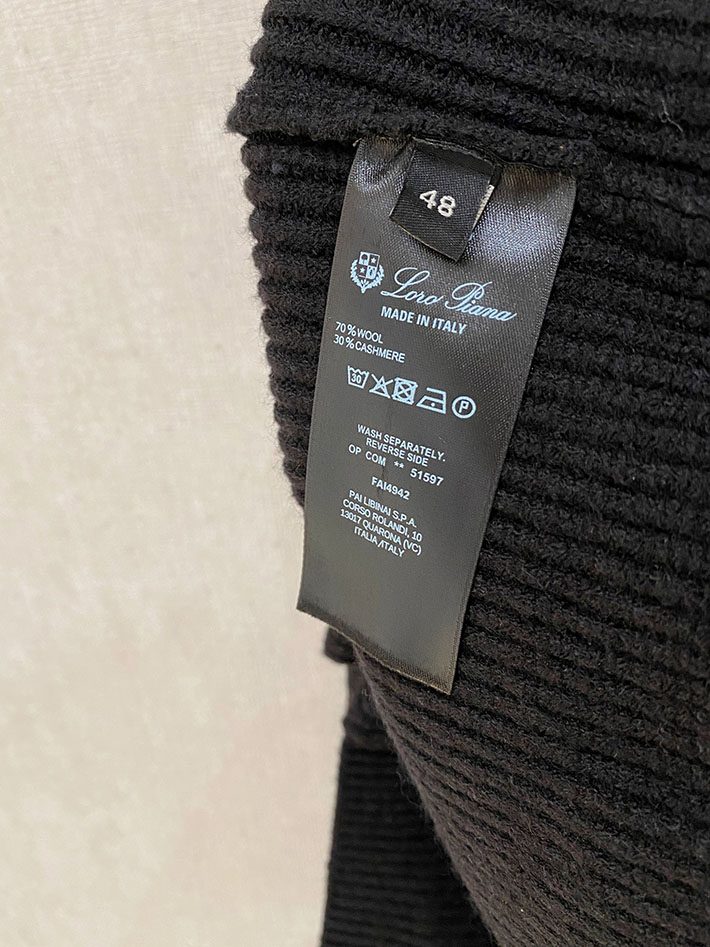 48
Loro Piana
MADE IN ITALY
70%WOOL
30%CASHMERE
30
P
WASH SEPARATELY.
REVERSE SIDE
OP COM ** 51597
FAI4942
PAI LIBINAI S.P.A.
CORSO ROLANDI, 10
13017 QUARONA (VC)
ITALIA /ITALY